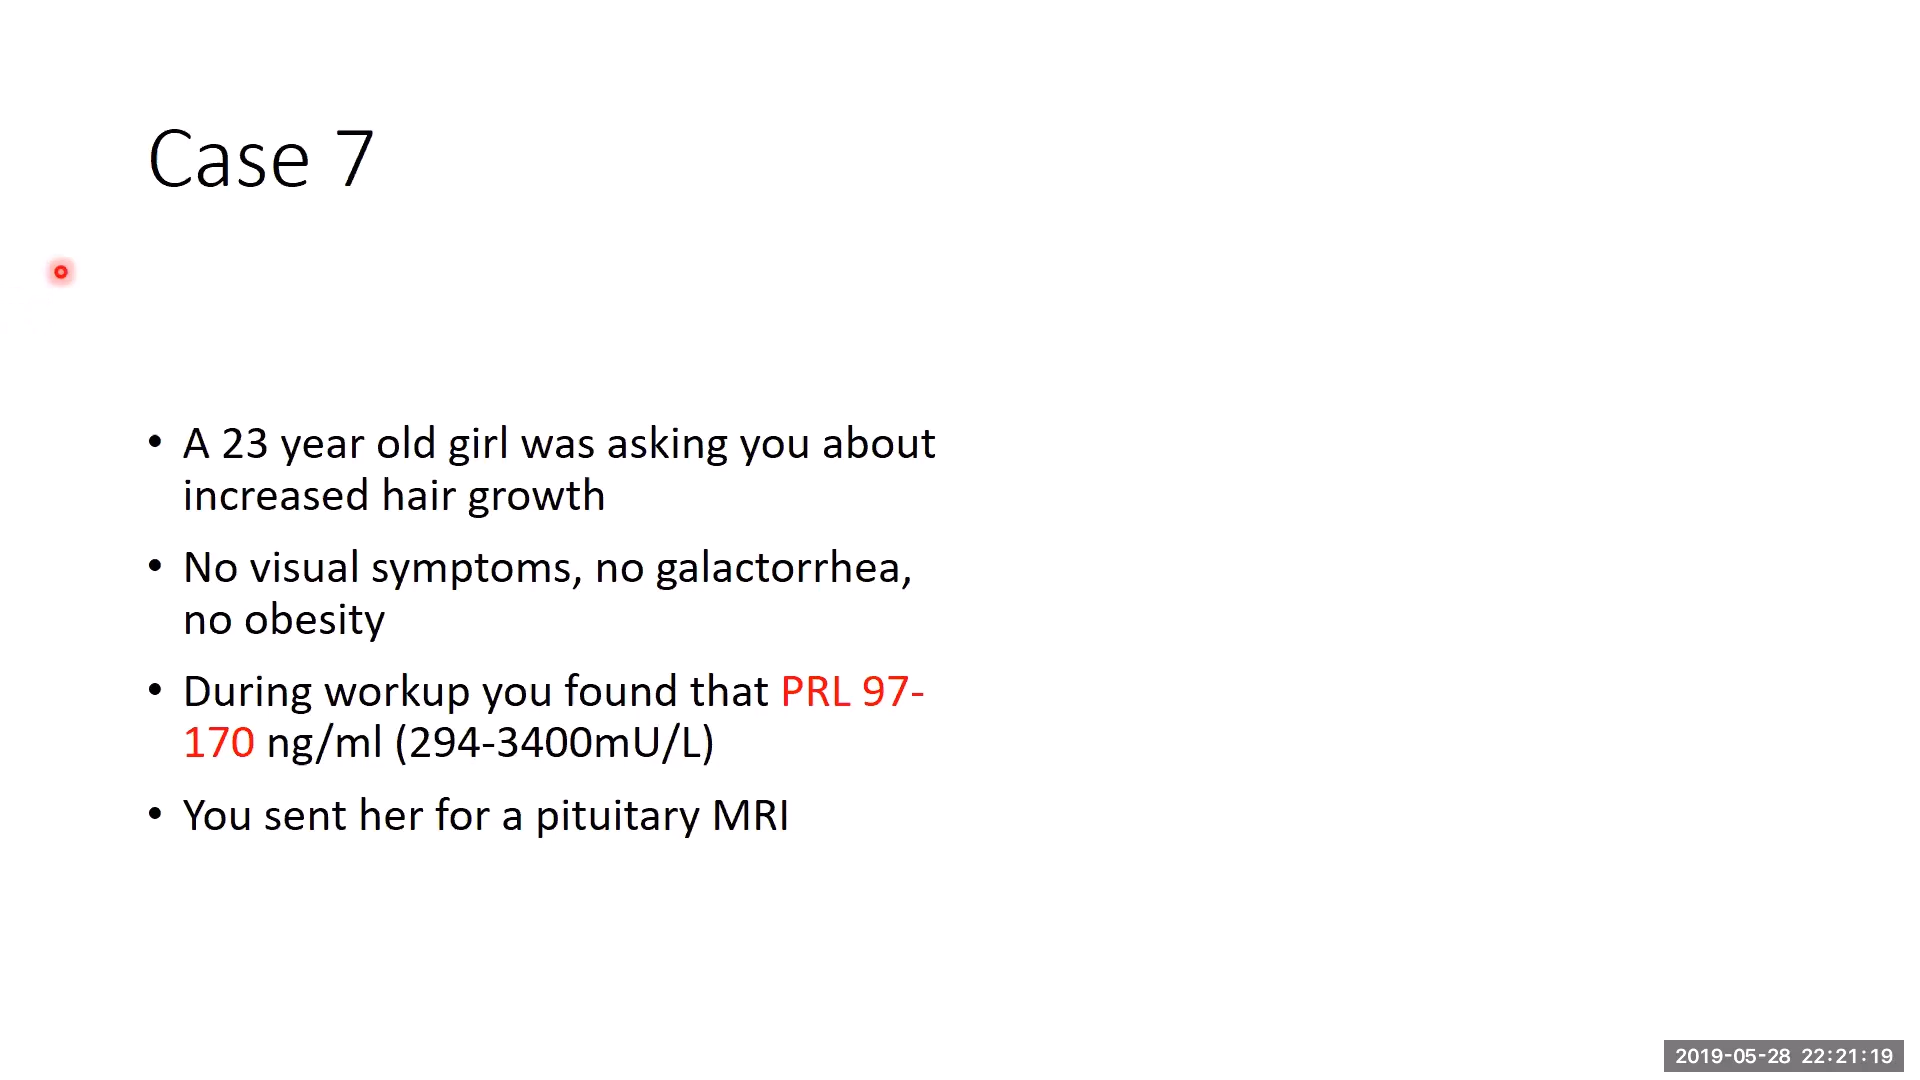 Case 7
• A 23 year old girl was asking you about
increased hair growth
• No visual symptoms, no galactorrhea,
no obesity
• During workup you found that PRL 97-
170 ng/ml (294-3400mU/L)
• You sent her for a pituitary MRI
2019-05-28 22:21:19